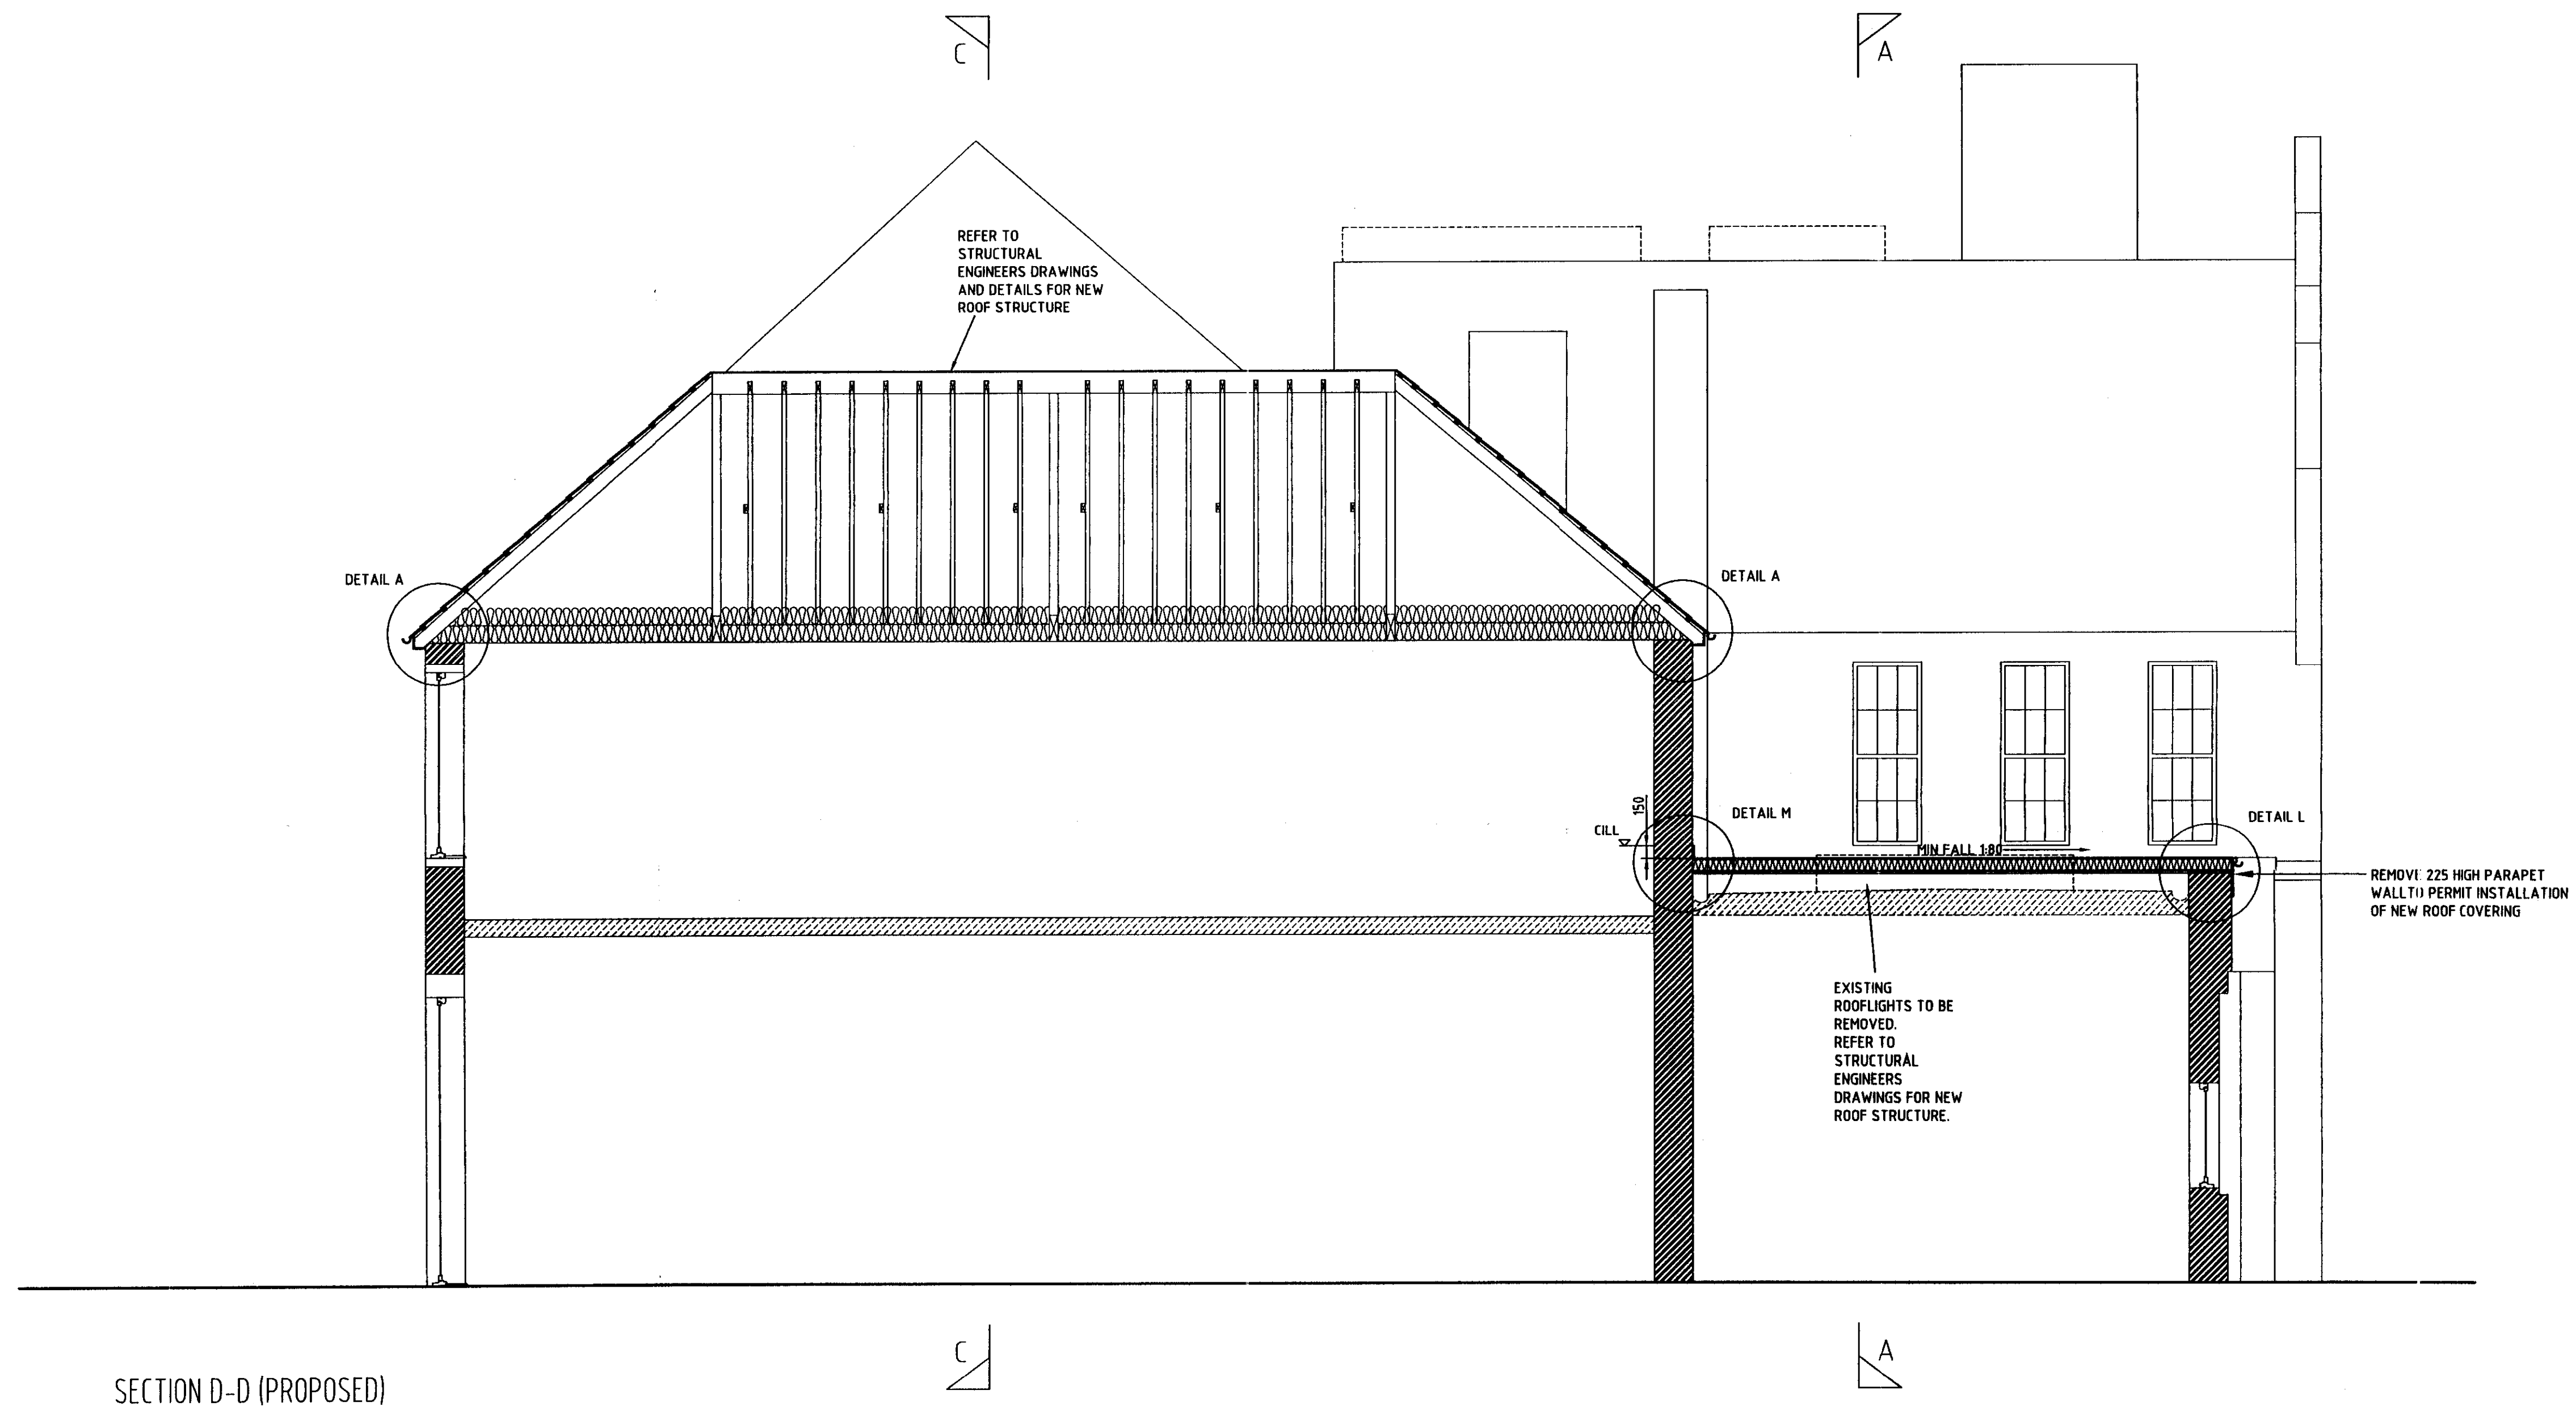 C
A
REFER TO
STRUCTURAL
ENGINEERS DRAWINGS
AND DETAILS FOR NEW
ROOF STRUCTURE
DETAIL A
DETAIL A
150
CILL
DETAIL M
DETAIL L
MIN FALL 1:80
REMOVE 225 HIGH PARAPET
WALL TO PERMIT INSTALLATION
OF NEW ROOF COVERING
EXISTING
ROOFLIGHTS TO BE
REMOVED.
REFER TO
STRUCTURAL
ENGINEERS
DRAWINGS FOR NEW
ROOF STRUCTURE.
C
A
SECTION D-D (PROPOSED)